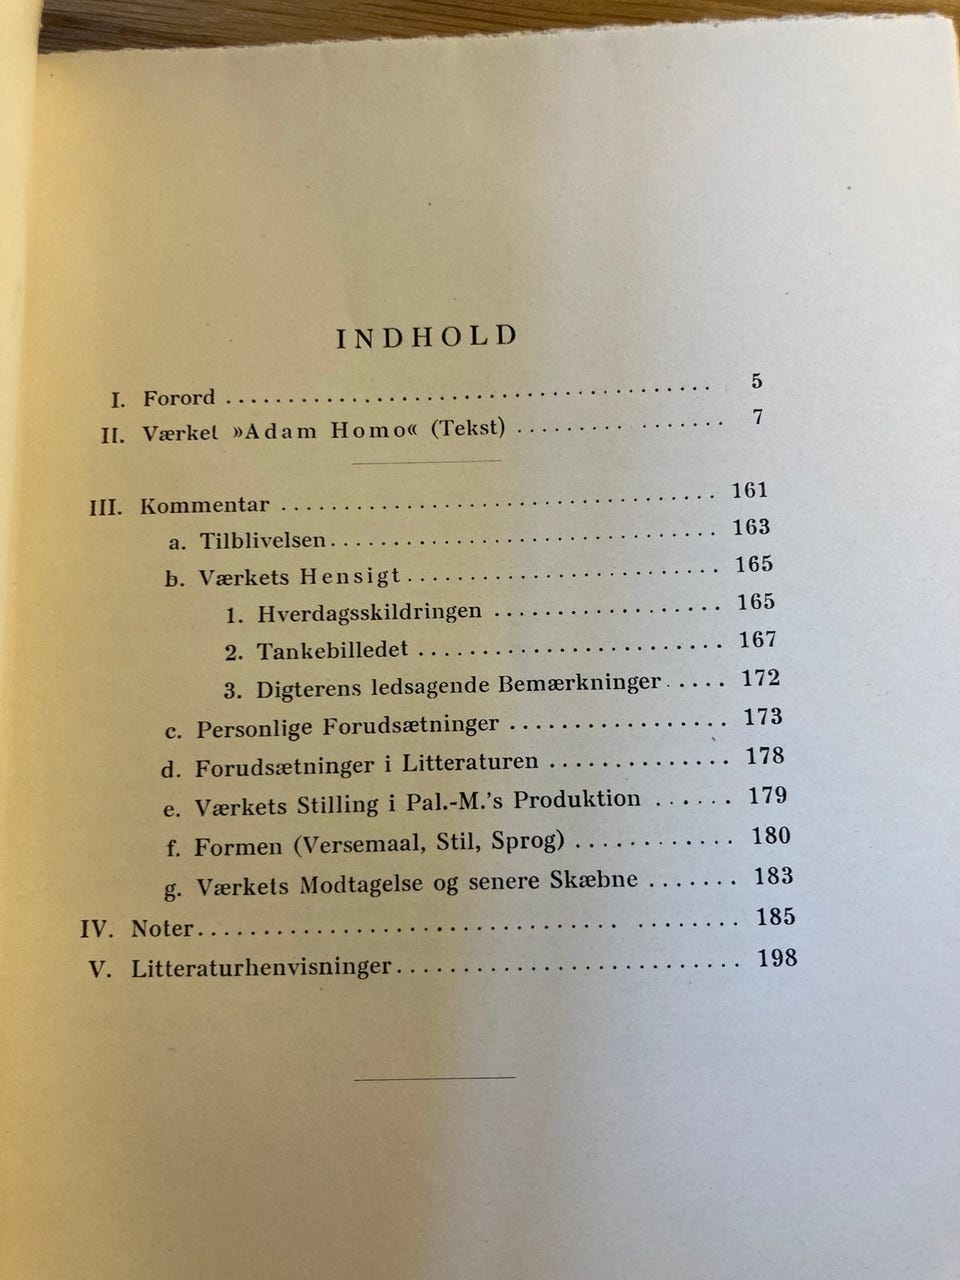 INDHOLD
I. Forord ........................................ 5
II. Værket »Adam Homo« (Tekst) ......... ....... 7
III. Kommentar .................................. 161
a. Tilblivelsen.............................. 163
b. Værkets Hensigt......................... 165
1. Hverdagsskildringen .................. 165
2. Tankebilledet ........................ 167
3. Digterens ledsagende Bemærkninger..... 172
c. Personlige Forudsætninger ................. 173
d. Forudsætninger i Litteraturen .............. 178
e. Værkets Stilling i Pal.-M.'s Produktion ...... 179
f. Formen (Versemaal, Stil, Sprog) ............ 180
g. Værkets Modtagelse og senere Skæbne ....... 183
IV. Noter................................. ........ 185
V. Litteraturhenvisninger........................... 198